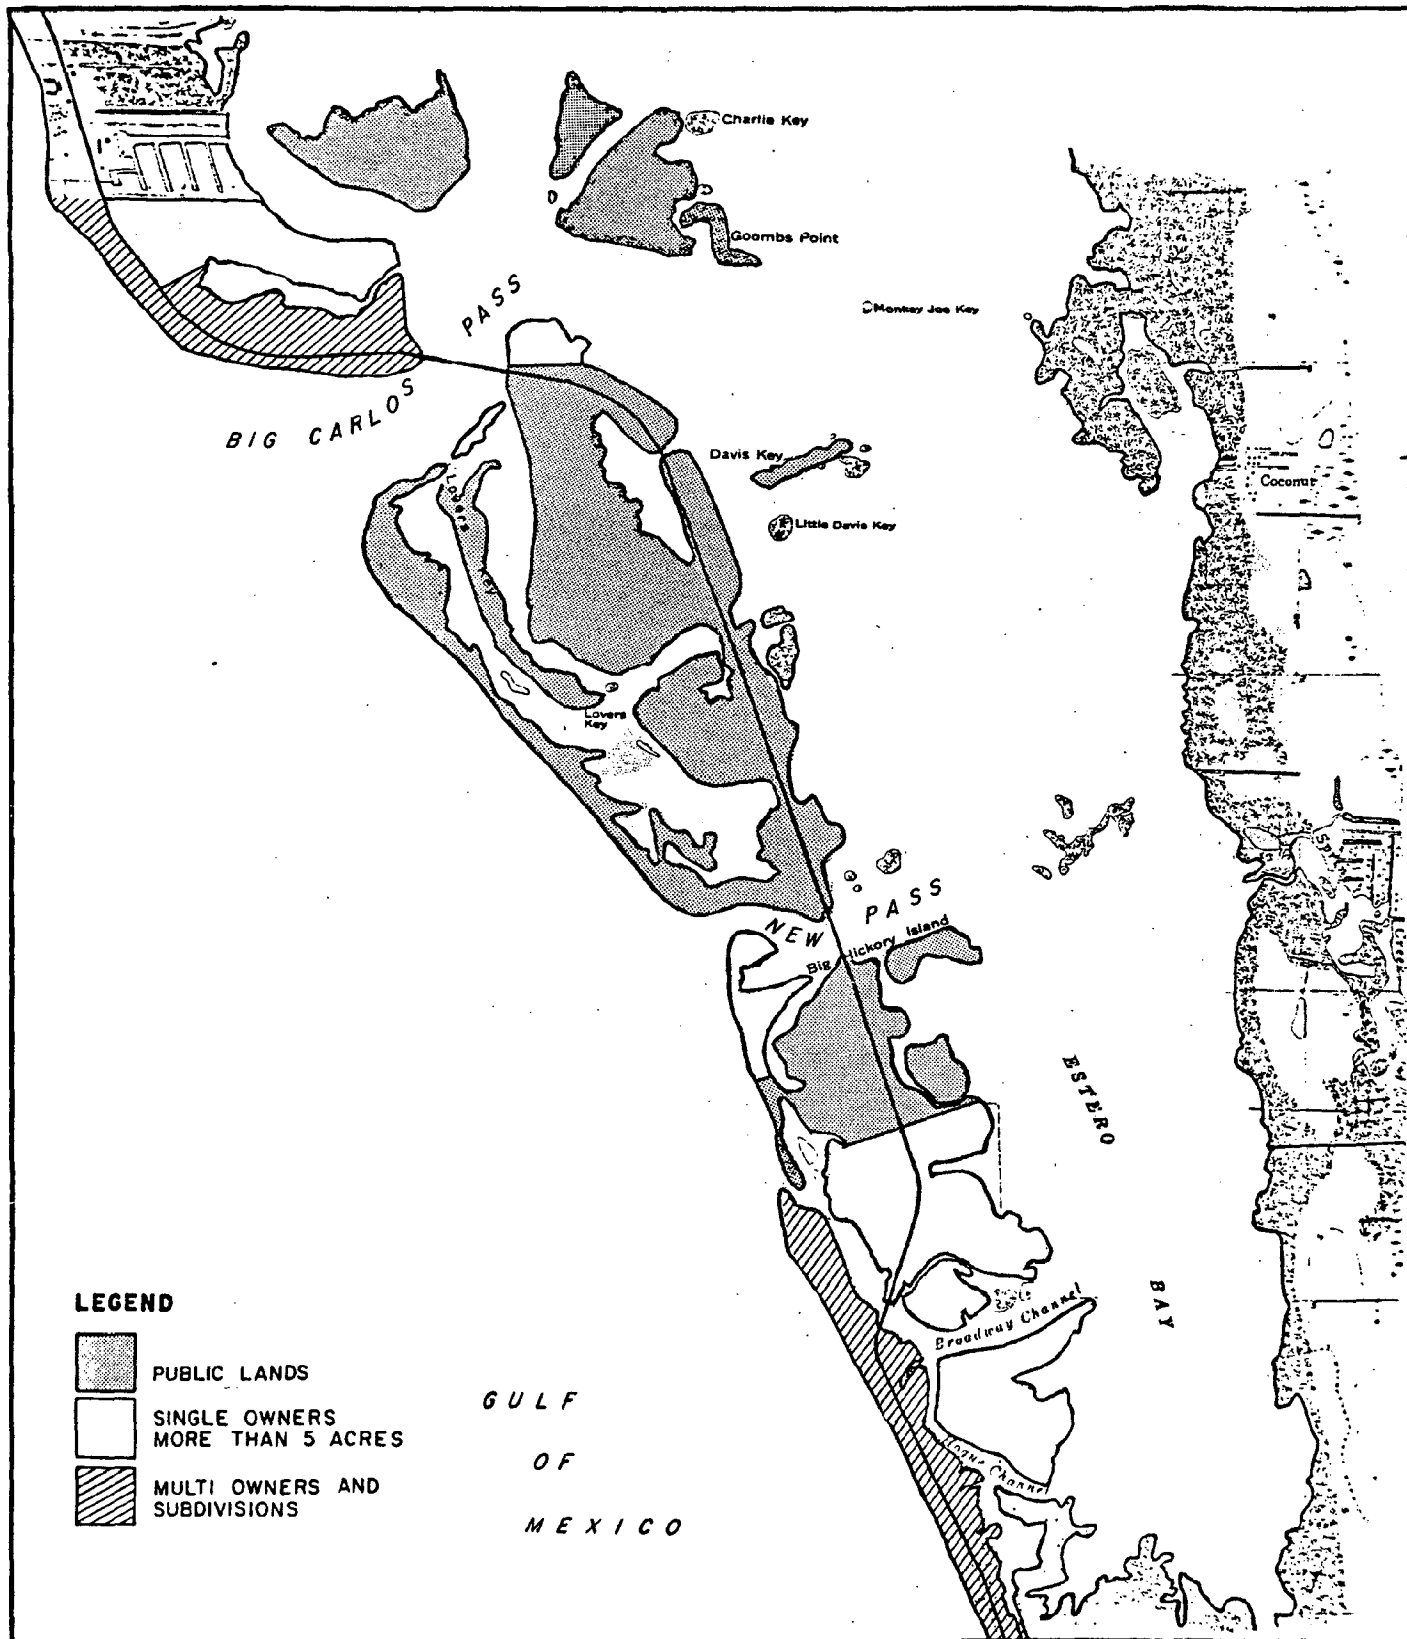 Charlie Key
Coombs Point
Monkey Joe Key
PASS
BIG CARLOS
Davis Key
Little Davis Key
Coconut
Lovers
Key
Lovers
Key
PASS
NEW
Big Hickory Island
ESTERO
BAY
Broadway Channel
Channel
LEGEND
PUBLIC LANDS
SINGLE OWNERS
MORE THAN 5 ACRES
MULTI OWNERS AND
SUBDIVISIONS
GULF
OF
MEXICO